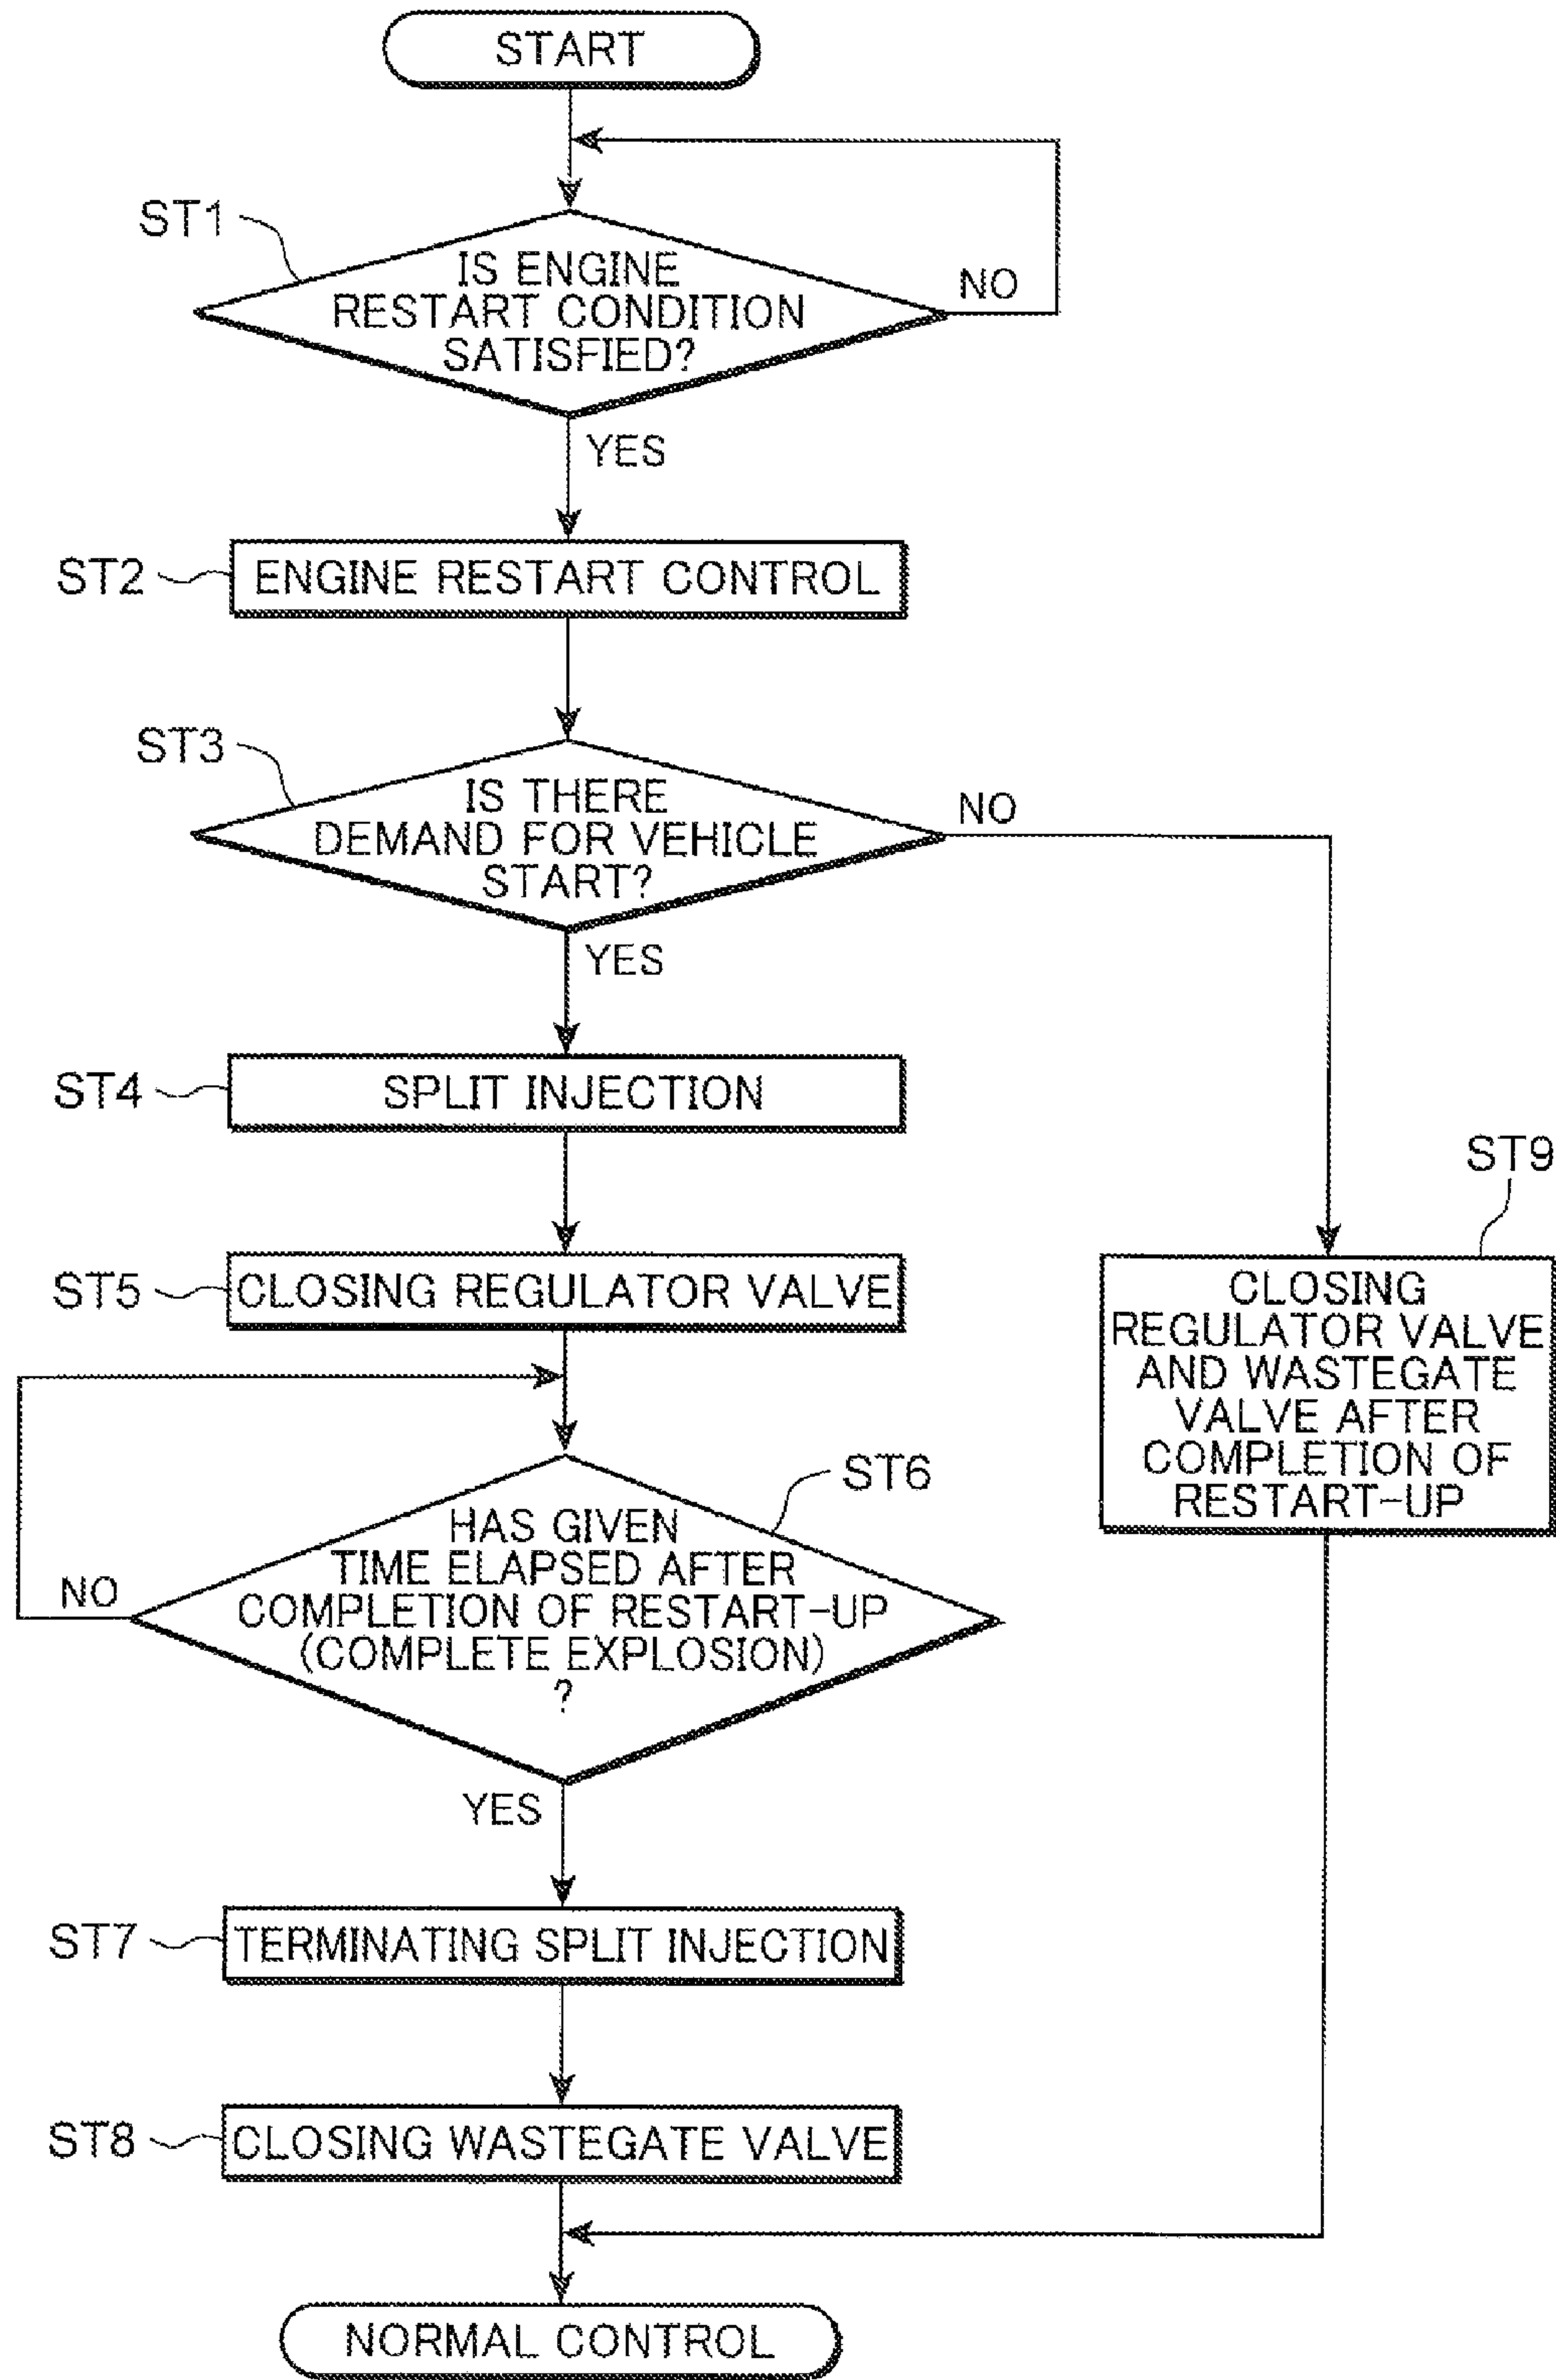 START
ST1
IS ENGINE
RESTART CONDITION
SATISFIED?
NO
YES
ST2
ENGINE RESTART CONTROL
ST3
IS THERE
DEMAND FOR VEHICLE
START?
NO
YES
ST4
SPLIT INJECTION
ST5
CLOSING REGULATOR VALVE
ST9
CLOSING
REGULATOR VALVE
AND WASTEGATE
VALVE AFTER
COMPLETION OF
RESTART-UP
ST6
HAS GIVEN
TIME ELAPSED AFTER
COMPLETION OF RESTART-UP
(COMPLETE EXPLOSION)
?
NO
YES
ST7
TERMINATING SPLIT INJECTION
ST8
CLOSING WASTEGATE VALVE
NORMAL CONTROL